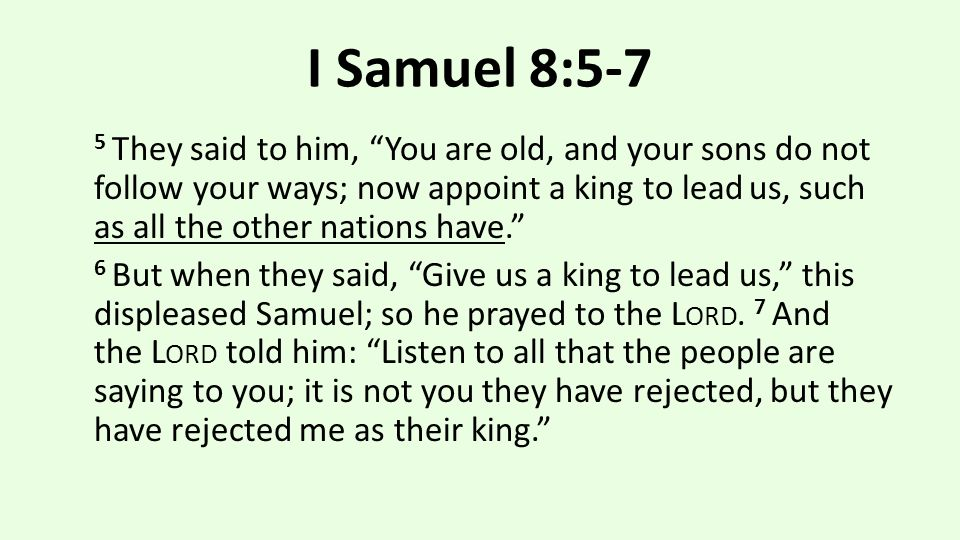 I Samuel 8:5-7
5 They said to him, “You are old, and your sons do not
follow your ways; now appoint a king to lead us, such
as all the other nations have.”
6 But when they said, “Give us a king to lead us,” this
displeased Samuel; so he prayed to the LORD. 7 And
the LORD told him: “Listen to all that the people are
saying to you; it is not you they have rejected, but they
have rejected me as their king.”